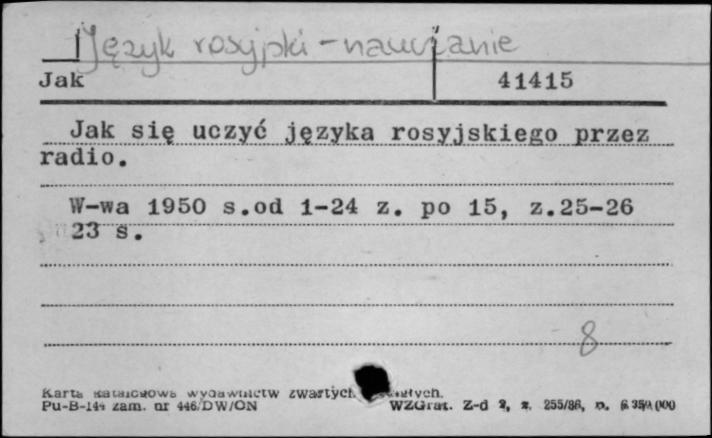 Język rosyjski - nauczanie
Jak 41415
Jak się uczyć języka rosyjskiego przez
radio.
W-wa 1950 s.od 1-24 z. po 15, z.25-26
23 s.
8
Karta katalogowa wydawnictw zwartych
Pu-B-144 zam. nr 446/DW/ON WZGraf. Z-d 2, z. 255/86, n.